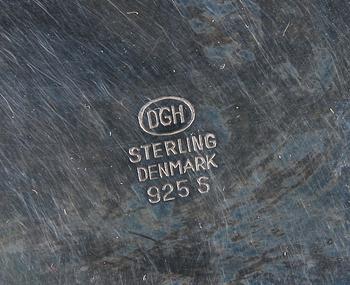 DGH
STERLING
DENMARK
925 S